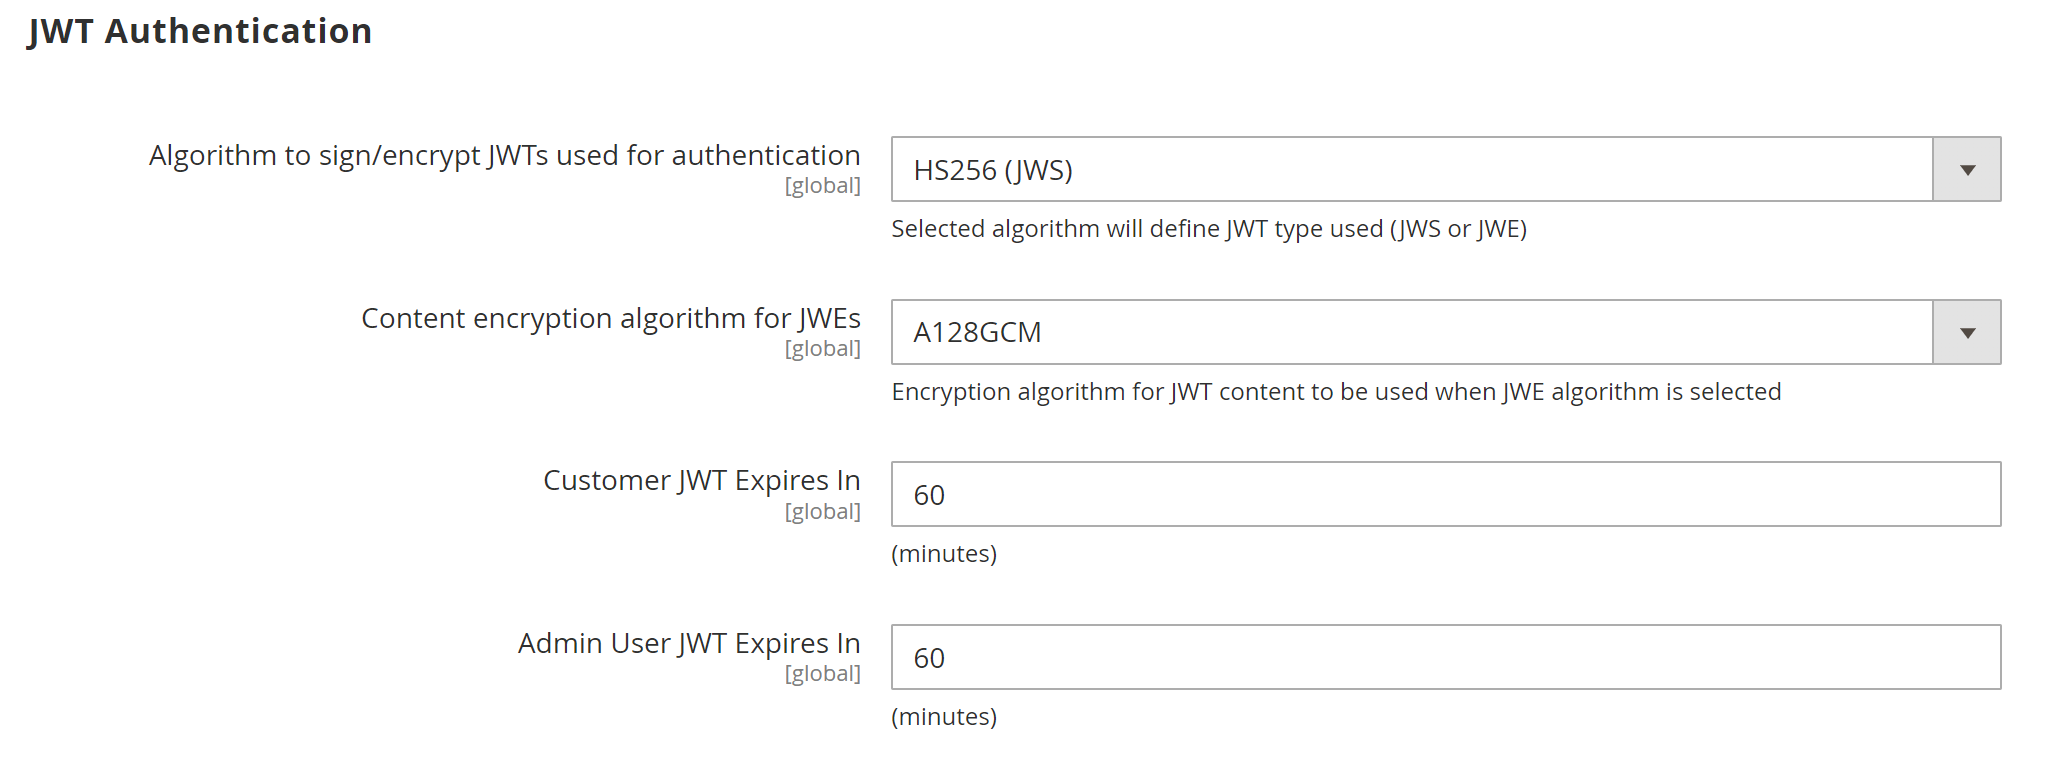 JWT Authentication
Algorithm to sign/encrypt JWTs used for authentication
[global]
HS256 (JWS)
Selected algorithm will define JWT type used (JWS or JWE)
Content encryption algorithm for JWEs
[global]
A128GCM
Encryption algorithm for JWT content to be used when JWE algorithm is selected
Customer JWT Expires In
[global]
60
(minutes)
Admin User JWT Expires In
[global]
60
(minutes)